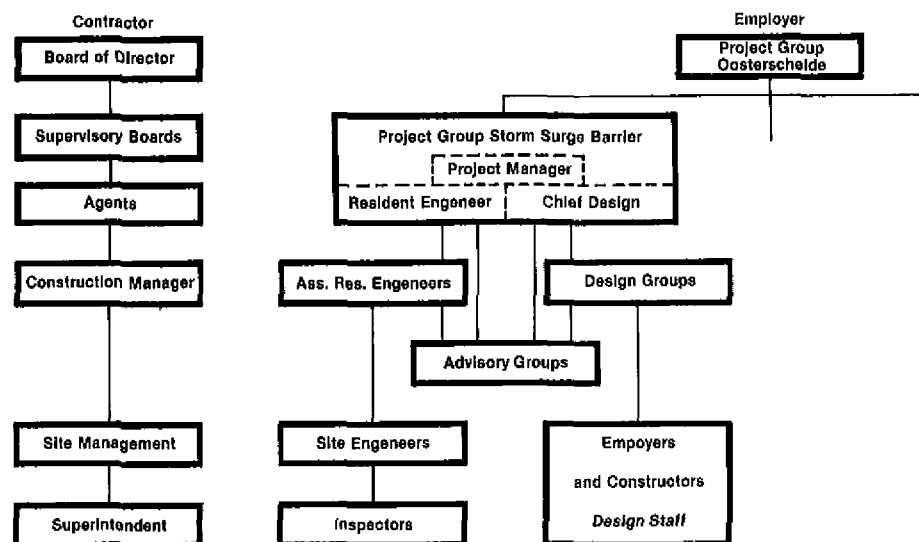 Contractor
Board of Director
Supervisory Boards
Agents
Construction Manager
Site Management
Superintendent
Employer
Project Group
Oosterschelde
Project Group Storm Surge Barrier
Project Manager
Resident Engeneer
Chief Design
Ass. Res. Engeneers
Design Groups
Advisory Groups
Site Engeneers
Inspectors
Empoyers
and Constructors
Design Staff